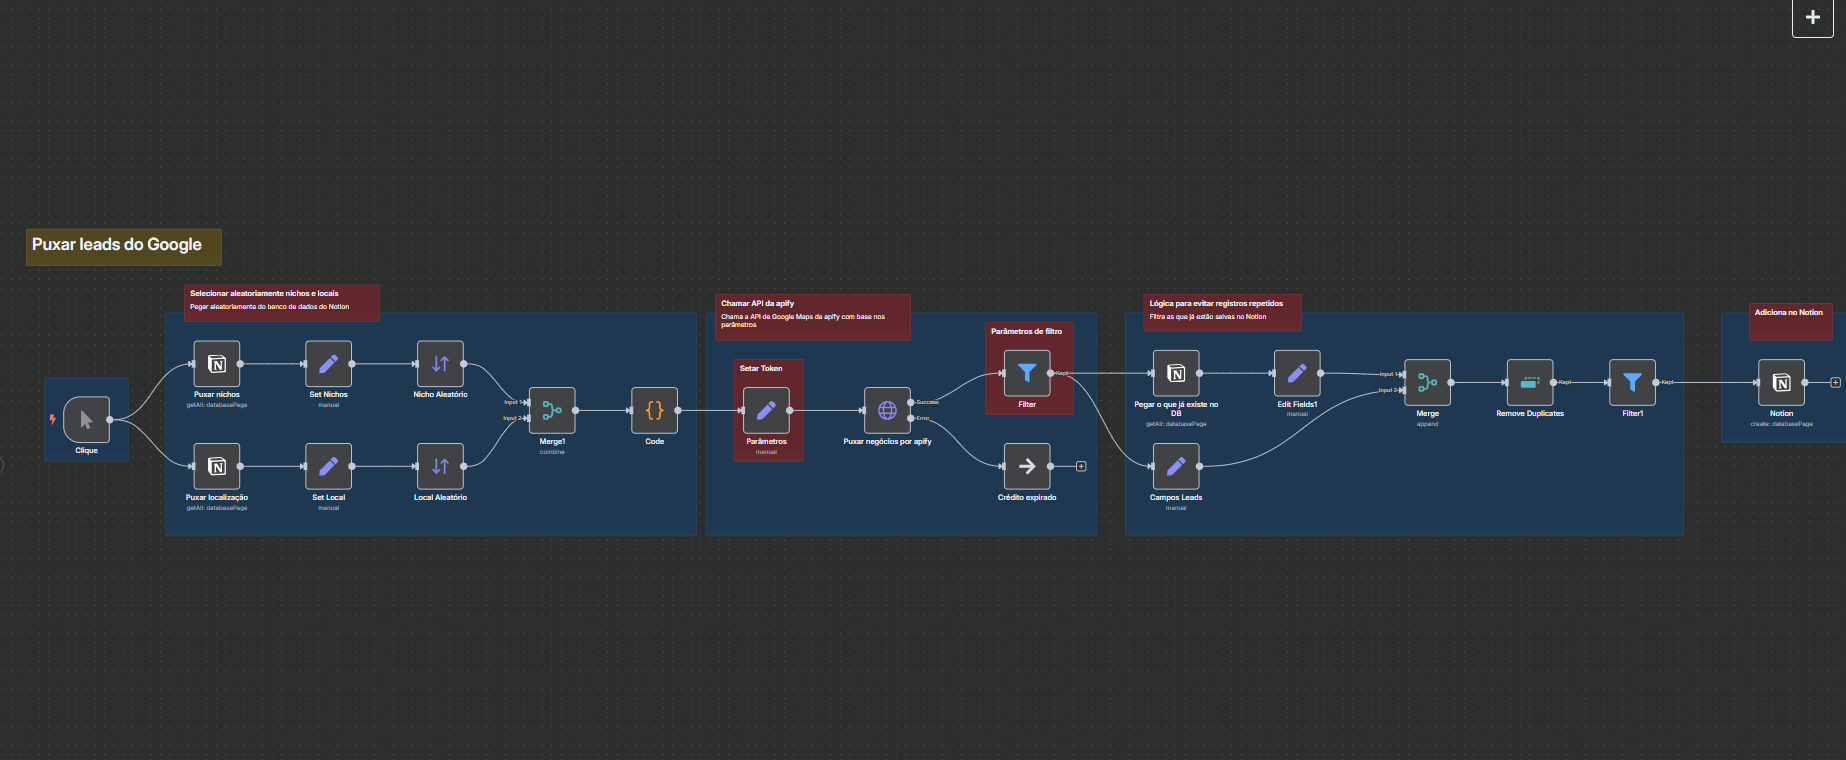 Puxar leads do Google
Selecionar aleatoriamente nichos e locais
Pegar aleatoriamente do banco de dados do Notion
Clique
Puxar nichos
getAll: databasePage
Set Nichos
manual
Nicho Aleatório
Puxar localização
getAll: databasePage
Set Local
manual
Local Aleatório
Input 1
Input 2
Merge1
combine
Code
Chamar API da apify
Chama a API de Google Maps da apify com base nos
parâmetros
Setar Token
Parâmetros
manual
Puxar negócios por apify
Success
Error
Parâmetros de filtro
Filter
Kept
Crédito expirado
Lógica para evitar registros repetidos
Filtra as que já estão salvas no Notion
Pegar o que já existe no
DB
getAll: databasePage
Edit Fields1
manual
Campos Leads
manual
Input 1
Input 2
Merge
append
Remove Duplicates
Kept
Filter1
Kept
Adiciona no Notion
Notion
create: databasePage